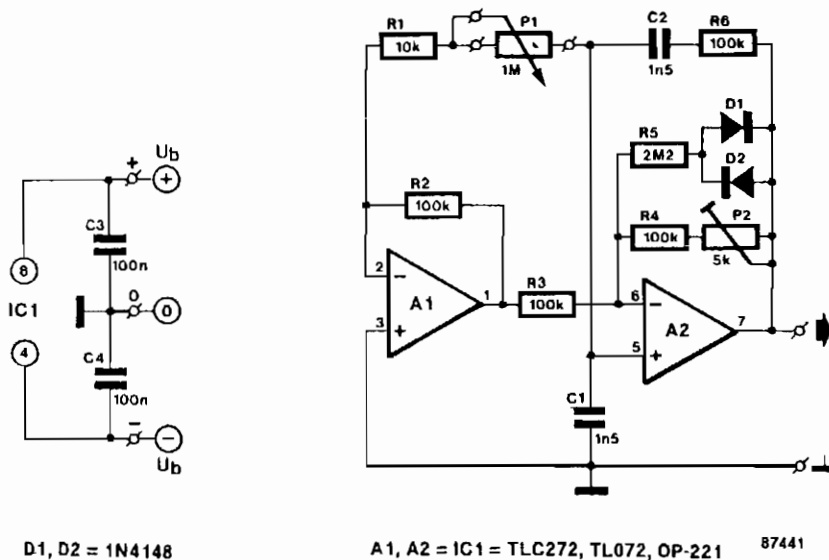 R1
10k
P1
1M
C2
1n5
R6
100k
D1
D2
R5
2M2
R2
100k
R4
100k
P2
5k
R3
100k
2
−
3
+
A1
1
6
−
5
+
A2
7
C1
1n5
+
Ub
+
8
C3
100n
IC1
0
0
4
C4
100n
−
−
Ub
D1, D2 = 1N4148
A1, A2 = IC1 = TLC272, TL072, OP-221
87441